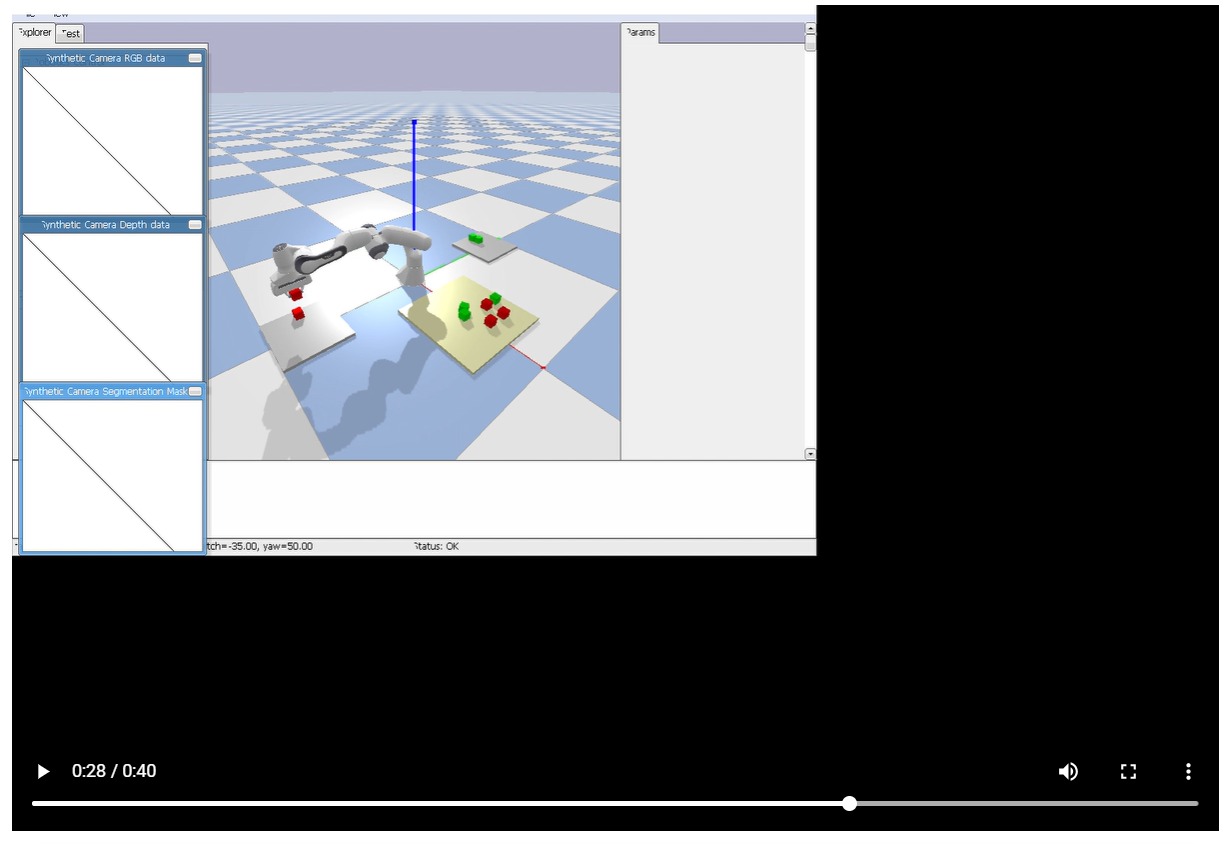 Explorer
Test
Params
Synthetic Camera RGB data
Synthetic Camera Depth data
Synthetic Camera Segmentation Mask
tch=-35.00, yaw=50.00
Status: OK
0:28 / 0:40